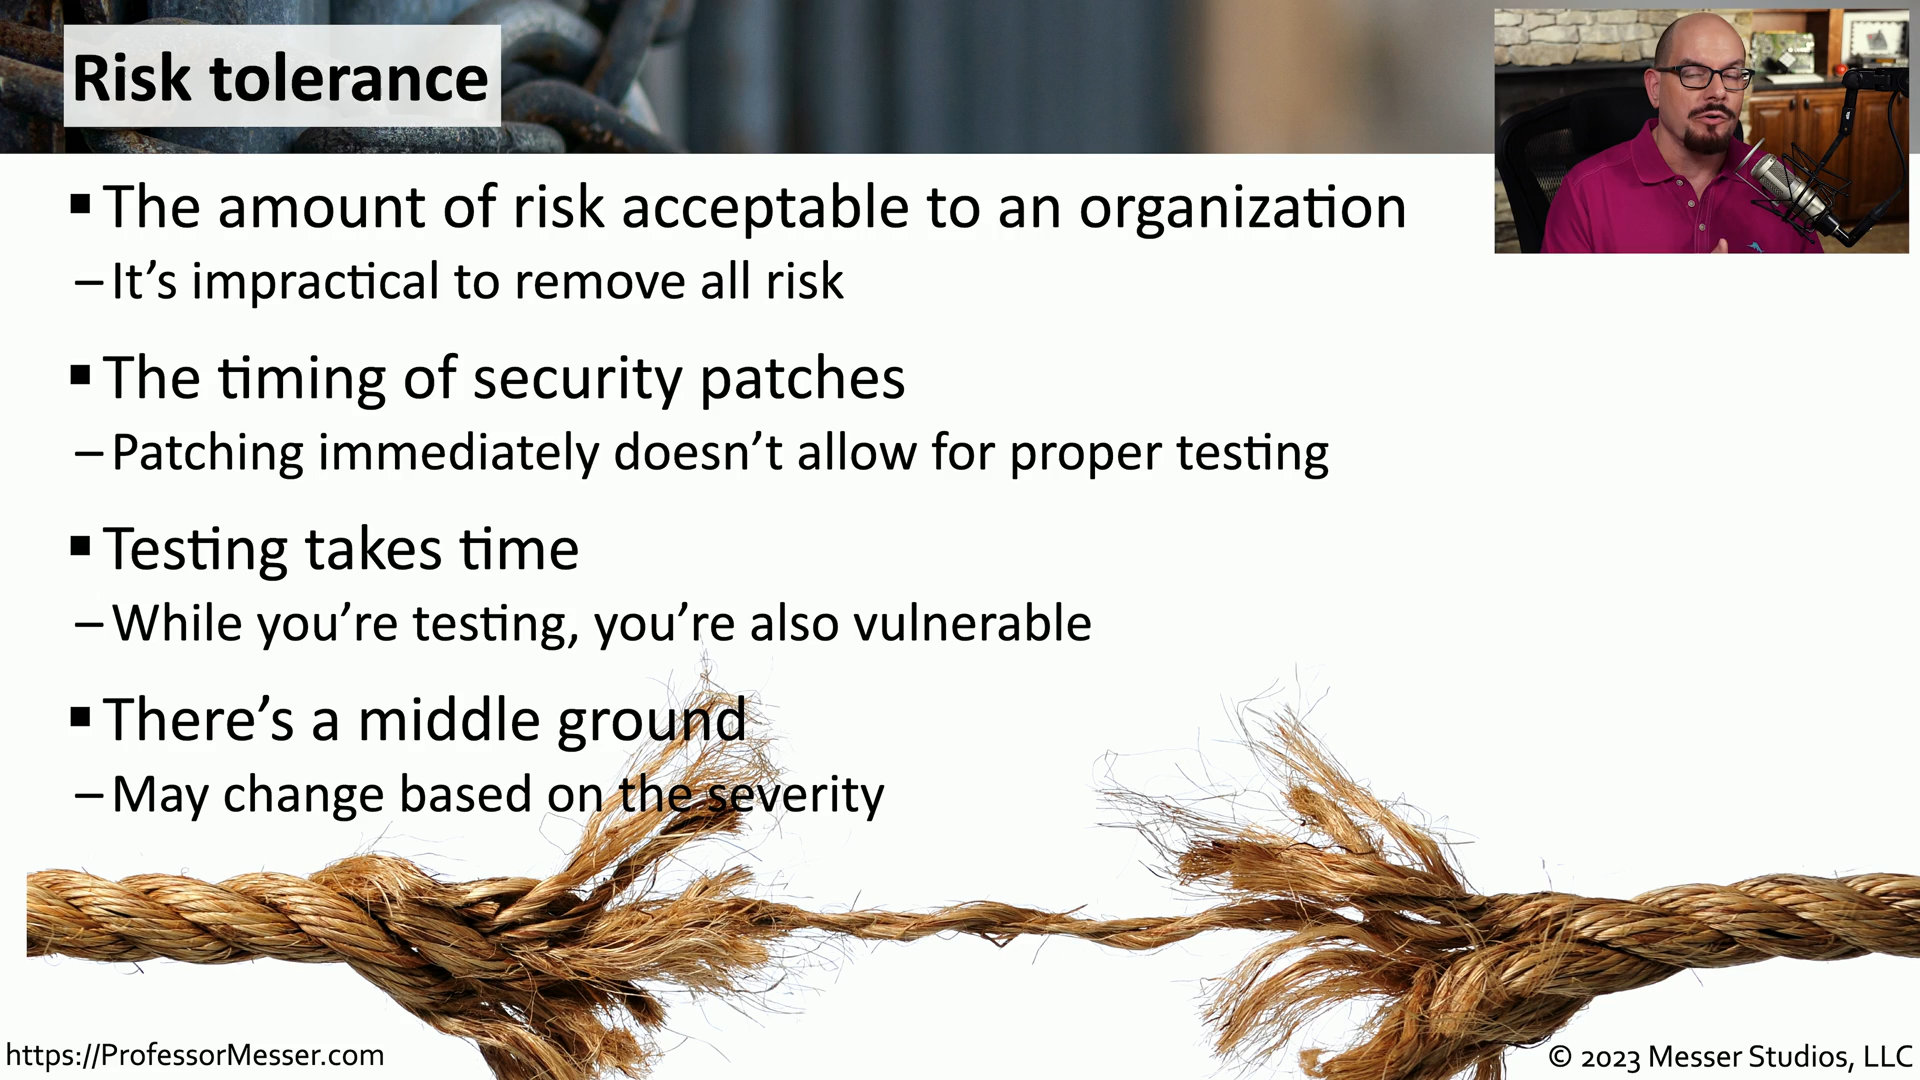 Risk tolerance
▪ The amount of risk acceptable to an organization
– It’s impractical to remove all risk
▪ The timing of security patches
– Patching immediately doesn’t allow for proper testing
▪ Testing takes time
– While you’re testing, you’re also vulnerable
▪ There’s a middle ground
– May change based on the severity
https://ProfessorMesser.com
© 2023 Messer Studios, LLC